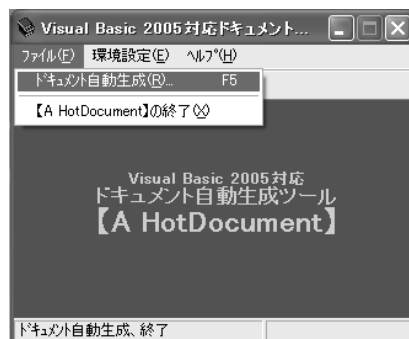 Visual Basic 2005対応ドキュメント...
ファイル(F) 環境設定(E) ヘルプ(H)
ドキュメント自動生成(R)... F5
【A HotDocument】の終了(X)
Visual Basic 2005対応
ドキュメント自動生成ツール
【A HotDocument】
ドキュメント自動生成、終了